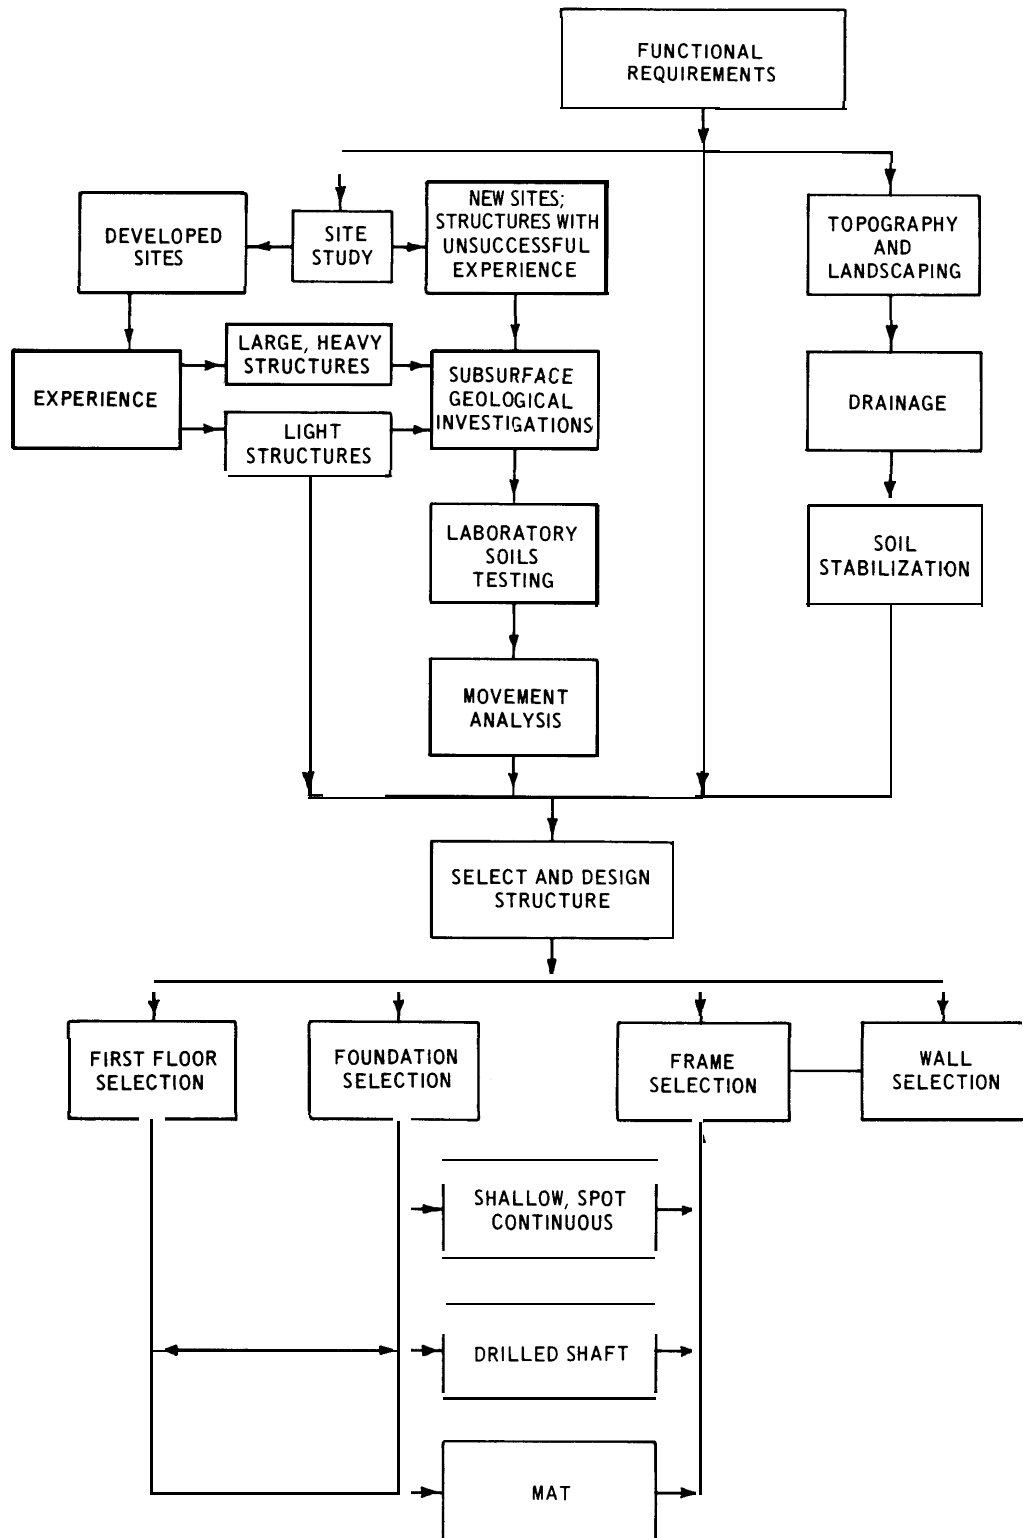 FUNCTIONAL
REQUIREMENTS
DEVELOPED
SITES
SITE
STUDY
NEW SITES;
STRUCTURES WITH
UNSUCCESSFUL
EXPERIENCE
TOPOGRAPHY
AND
LANDSCAPING
EXPERIENCE
LARGE, HEAVY
STRUCTURES
LIGHT
STRUCTURES
SUBSURFACE
GEOLOGICAL
INVESTIGATIONS
DRAINAGE
LABORATORY
SOILS
TESTING
SOIL
STABILIZATION
MOVEMENT
ANALYSIS
SELECT AND DESIGN
STRUCTURE
FIRST FLOOR
SELECTION
FOUNDATION
SELECTION
FRAME
SELECTION
WALL
SELECTION
SHALLOW, SPOT
CONTINUOUS
DRILLED SHAFT
MAT